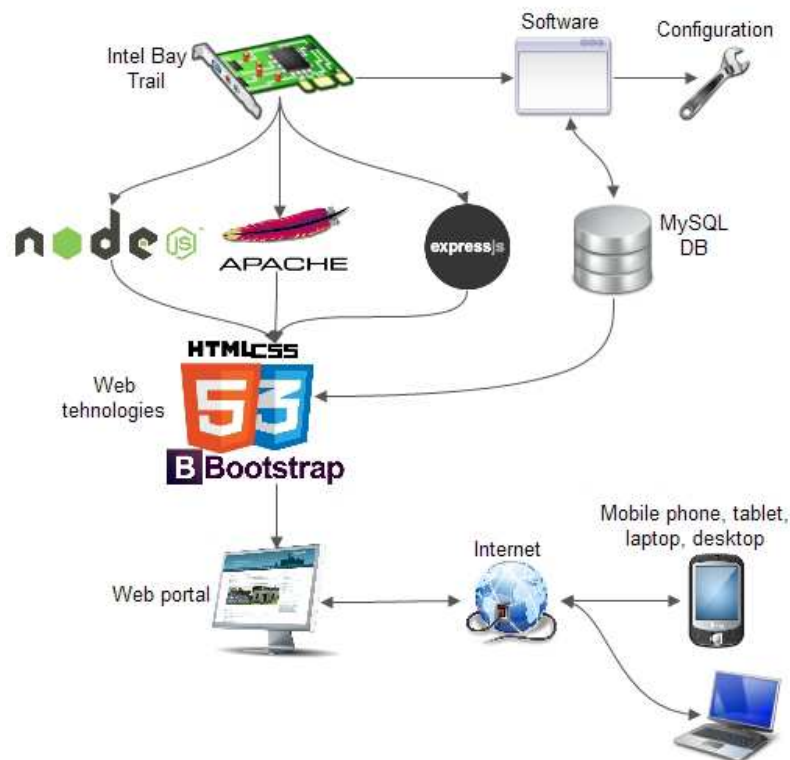 Software
Configuration
Intel Bay
Trail
node
JS
APACHE
express|js
MySQL
DB
HTML CSS
5 3
Web
tehnologies
B Bootstrap
Mobile phone, tablet,
laptop, desktop
Internet
Web portal